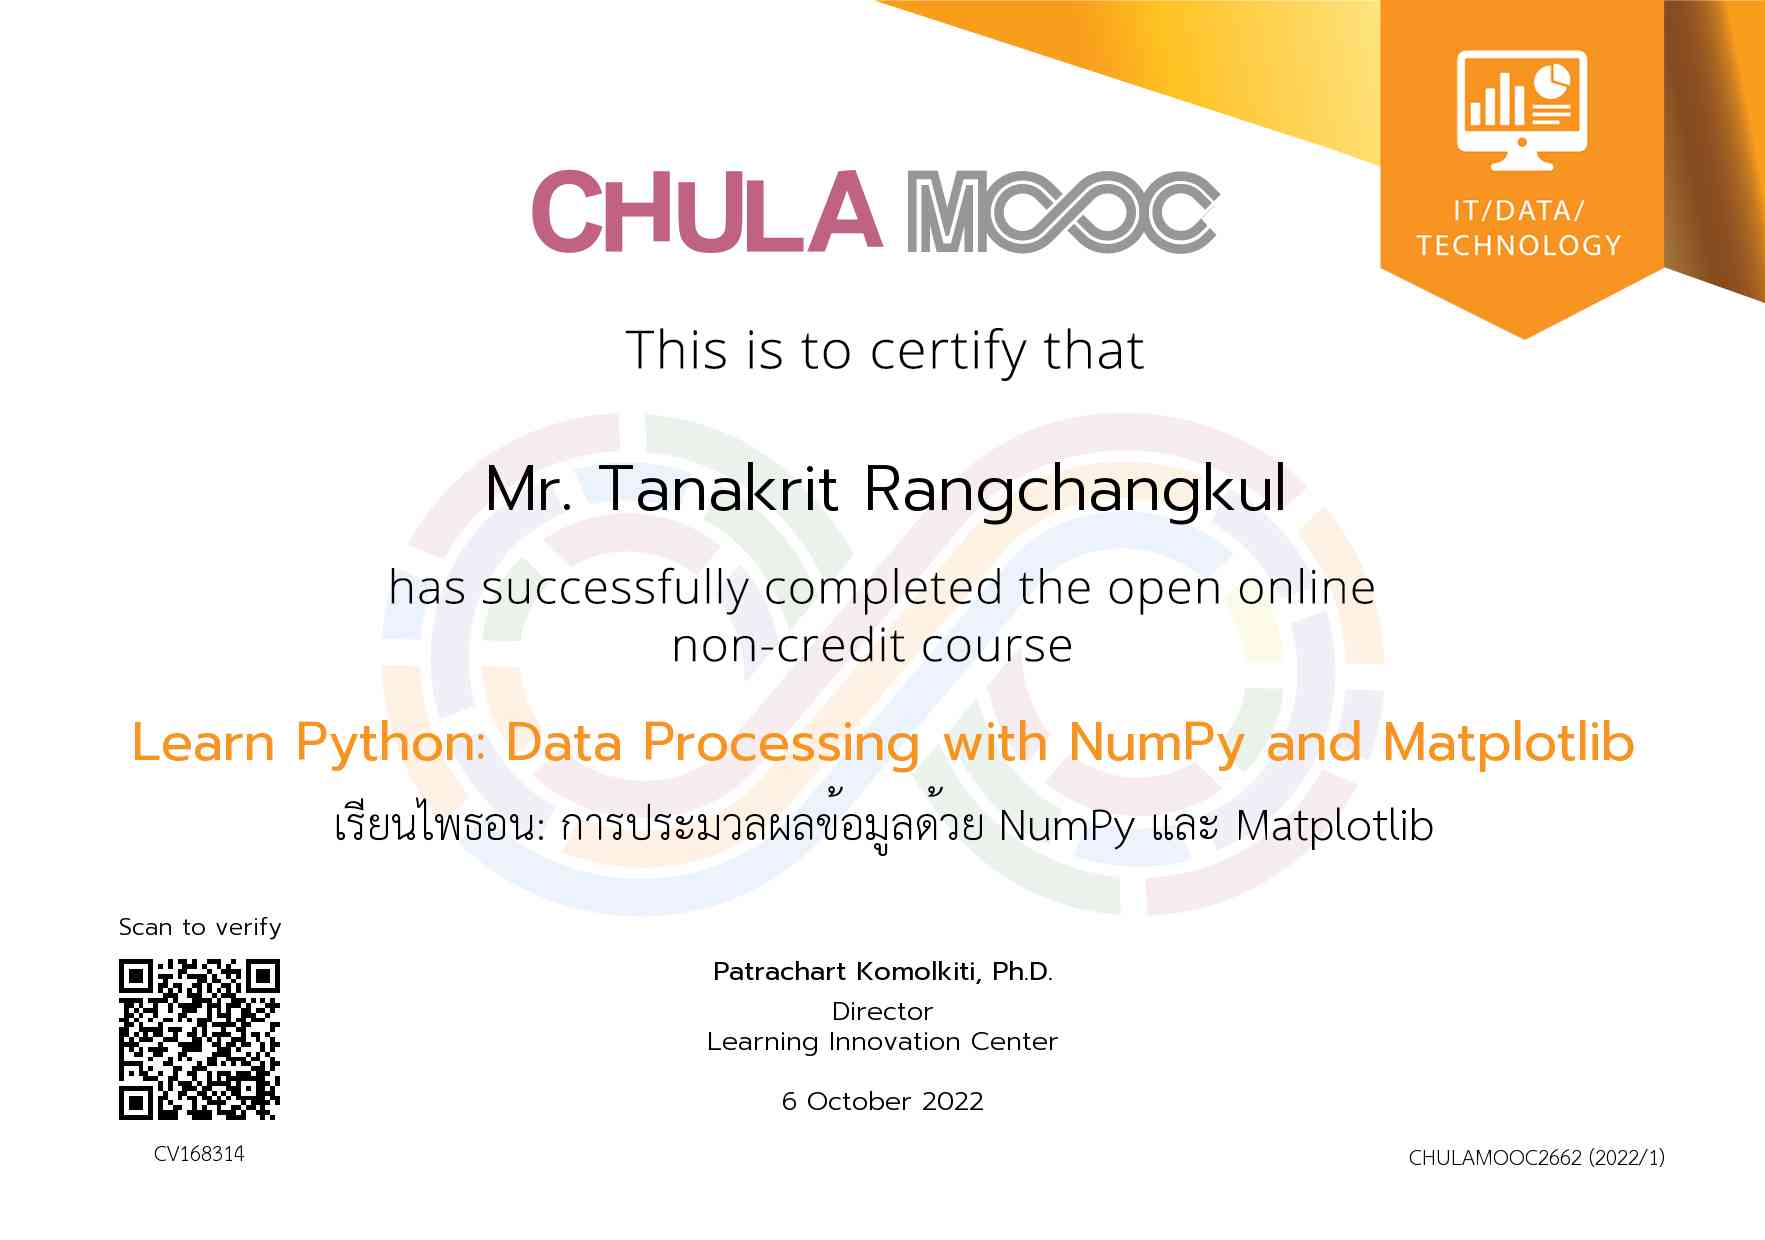 IT/DATA/
TECHNOLOGY
CHULA MOOC
This is to certify that
Mr. Tanakrit Rangchangkul
has successfully completed the open online
non-credit course
Learn Python: Data Processing with NumPy and Matplotlib
เรียนไพธอน: การประมวลผลข้อมูลด้วย NumPy และ Matplotlib
Scan to verify
CV168314
Patrachart Komolkiti, Ph.D.
Director
Learning Innovation Center
6 October 2022
CHULAMOOC2662 (2022/1)